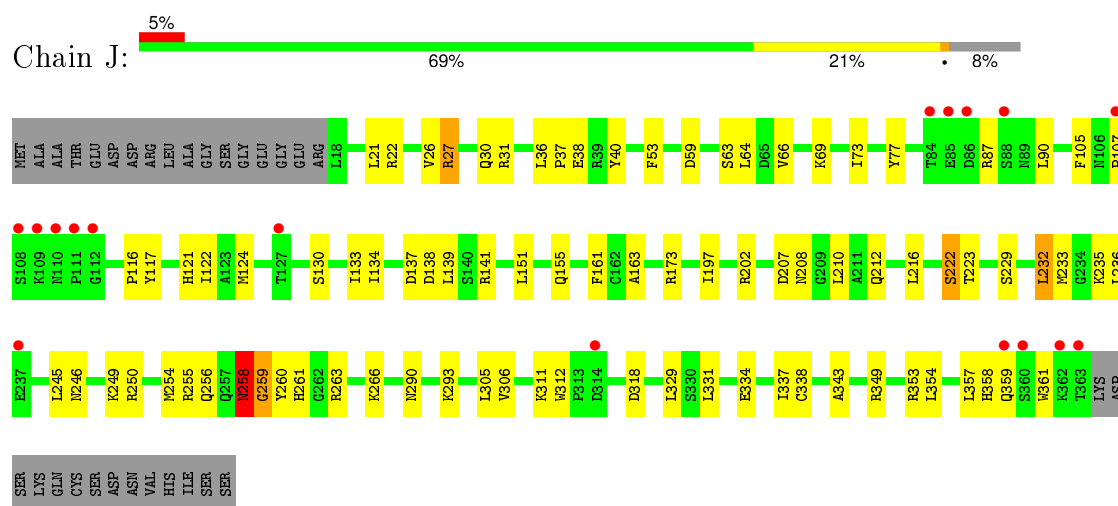 5%
Chain J:
69% 21% • 8%
MET ALA ALA THR GLU ASP ASP ARG LEU ALA GLY SER GLY GLU GLY GLU ARG L18 L21 R22 V26 R27 Q30 R31 L36 P37 E38 R39 Y40 F53 D59 S63 L64 D65 V66 K69 I73 Y77 T84 E85 D86 R87 S88 N89 L90 F105 N106
S108 K109 N110 P111 G112 P116 Y117 H121 I122 A123 M124 T127 S130 I133 I134 D137 D138 L139 S140 R141 L151 Q155 F161 C162 A163 R173 I197 R202 D207 N208 G209 L210 A211 Q212 L216 S222 T223 S229 L232 M233 G234 K235
E237 L245 N246 K249 R250 M254 R255 Q256 Q257 N258 G259 Y260 H261 G262 R263 K266 N290 K293 L305 V306 K311 W312 P313 D314 D318 L329 S330 L331 E334 I337 C338 A343 R349 R353 L354 L357 H358 Q359 S360 W361 K362 T363 LYS ASP
SER LYS GLN CYS SER ASP ASN VAL HIS ILE SER SER